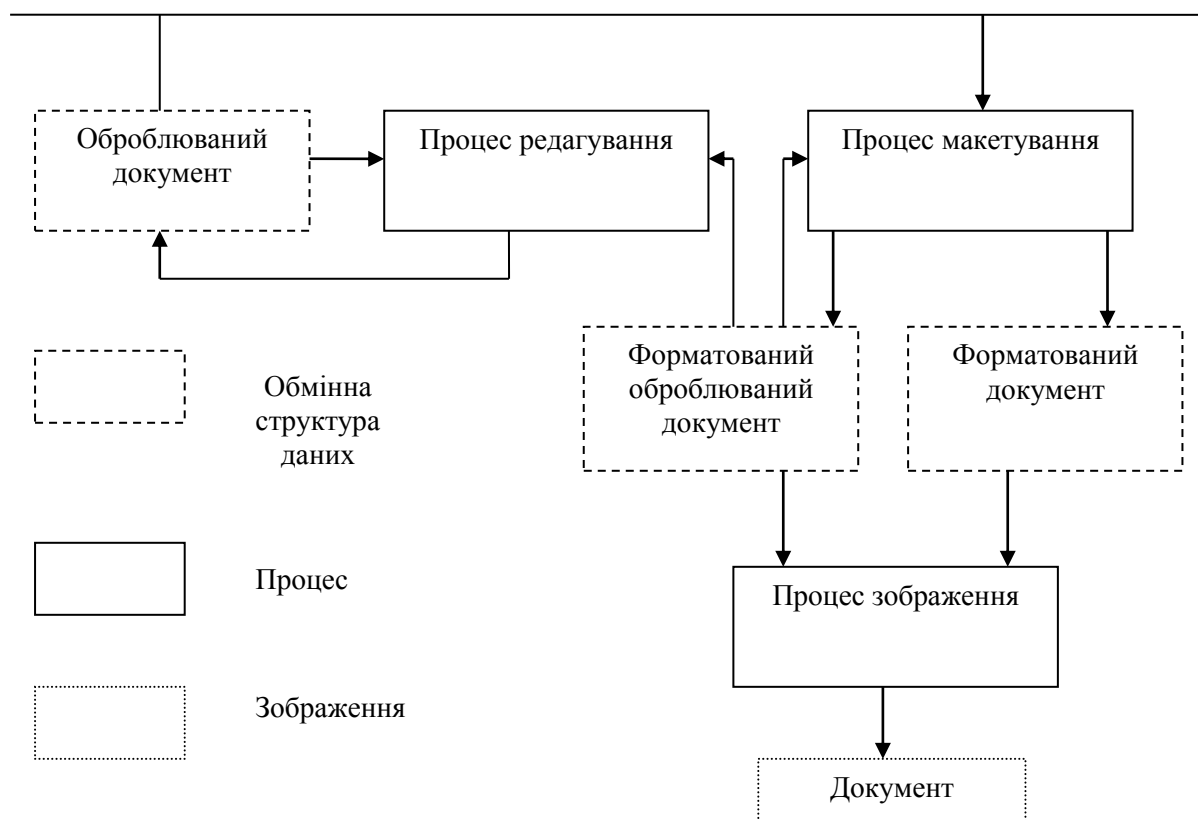 Оброблюваний
документ
Процес редагування
Процес макетування
Форматований
оброблюваний
документ
Форматований
документ
Обмінна
структура
даних
Процес
Процес зображення
Зображення
Документ